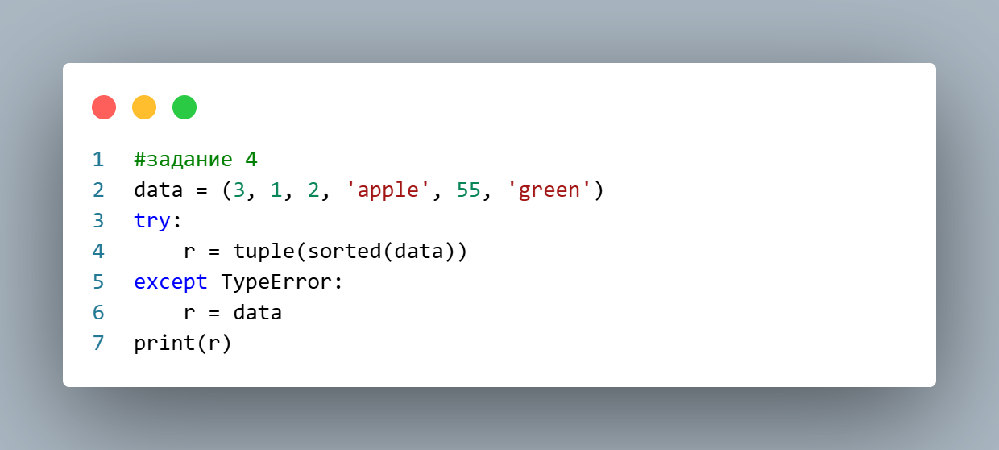 1 #задание 4
2 data = (3, 1, 2, 'apple', 55, 'green')
3 try:
4     r = tuple(sorted(data))
5 except TypeError:
6     r = data
7 print(r)